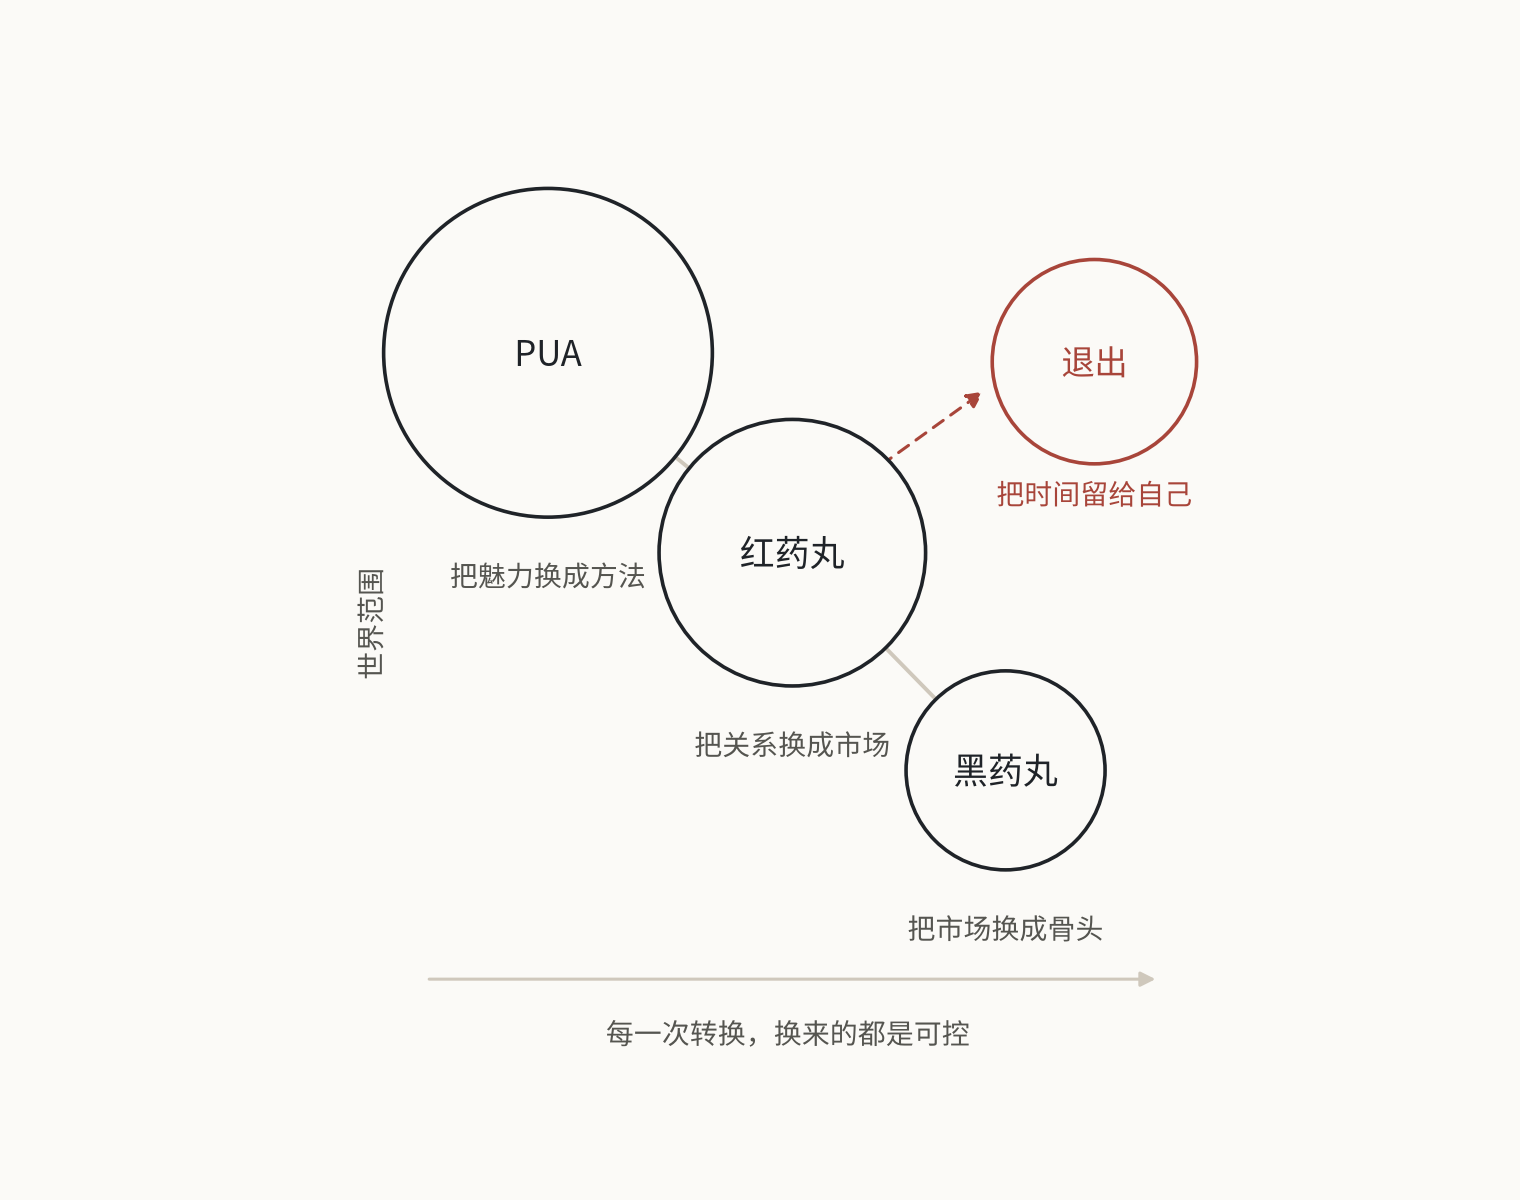 PUA
退出
把时间留给自己
红药丸
把魅力换成方法
世界范围
把关系换成市场
黑药丸
把市场换成骨头
每一次转换，换来的都是可控